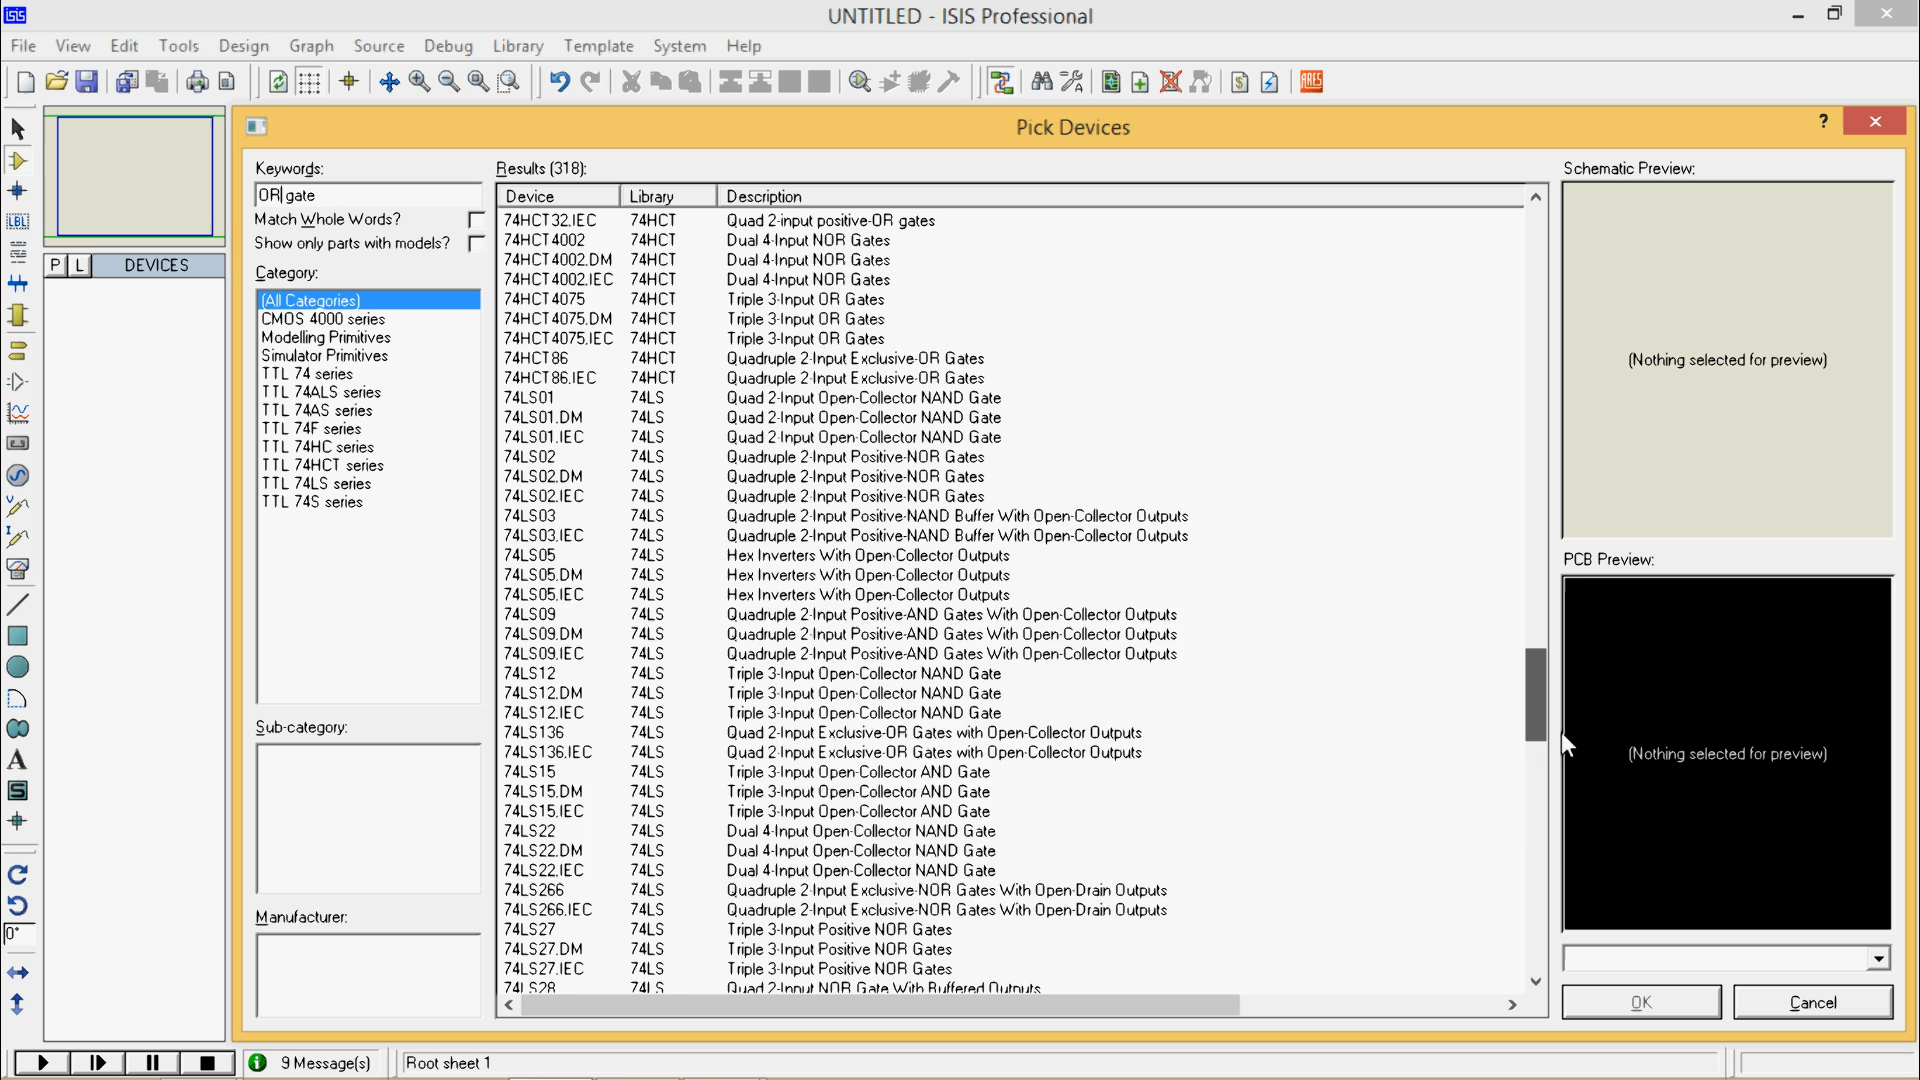 isis
UNTITLED - ISIS Professional
File View Edit Tools Design Graph Source Debug Library Template System Help
ARES
Pick Devices
?
Keywords:
OR gate
Match Whole Words?
Show only parts with models?
Category:
(All Categories)
CMOS 4000 series
Modelling Primitives
Simulator Primitives
TTL 74 series
TTL 74ALS series
TTL 74AS series
TTL 74F series
TTL 74HC series
TTL 74HCT series
TTL 74LS series
TTL 74S series
Sub-category:
Manufacturer:
LBL
A
S
0°
P L DEVICES
Results (318):
Device Library Description
74HCT32.IEC 74HCT Quad 2-input positive-OR gates
74HCT4002 74HCT Dual 4-Input NOR Gates
74HCT4002.DM 74HCT Dual 4-Input NOR Gates
74HCT4002.IEC 74HCT Dual 4-Input NOR Gates
74HCT4075 74HCT Triple 3-Input OR Gates
74HCT4075.DM 74HCT Triple 3-Input OR Gates
74HCT4075.IEC 74HCT Triple 3-Input OR Gates
74HCT86 74HCT Quadruple 2-Input Exclusive-OR Gates
74HCT86.IEC 74HCT Quadruple 2-Input Exclusive-OR Gates
74LS01 74LS Quad 2-Input Open-Collector NAND Gate
74LS01.DM 74LS Quad 2-Input Open-Collector NAND Gate
74LS01.IEC 74LS Quad 2-Input Open-Collector NAND Gate
74LS02 74LS Quadruple 2-Input Positive-NOR Gates
74LS02.DM 74LS Quadruple 2-Input Positive-NOR Gates
74LS02.IEC 74LS Quadruple 2-Input Positive-NOR Gates
74LS03 74LS Quadruple 2-Input Positive-NAND Buffer With Open-Collector Outputs
74LS03.IEC 74LS Quadruple 2-Input Positive-NAND Buffer With Open-Collector Outputs
74LS05 74LS Hex Inverters With Open-Collector Outputs
74LS05.DM 74LS Hex Inverters With Open-Collector Outputs
74LS05.IEC 74LS Hex Inverters With Open-Collector Outputs
74LS09 74LS Quadruple 2-Input Positive-AND Gates With Open-Collector Outputs
74LS09.DM 74LS Quadruple 2-Input Positive-AND Gates With Open-Collector Outputs
74LS09.IEC 74LS Quadruple 2-Input Positive-AND Gates With Open-Collector Outputs
74LS12 74LS Triple 3-Input Open-Collector NAND Gate
74LS12.DM 74LS Triple 3-Input Open-Collector NAND Gate
74LS12.IEC 74LS Triple 3-Input Open-Collector NAND Gate
74LS136 74LS Quad 2-Input Exclusive-OR Gates with Open-Collector Outputs
74LS136.IEC 74LS Quad 2-Input Exclusive-OR Gates with Open-Collector Outputs
74LS15 74LS Triple 3-Input Open-Collector AND Gate
74LS15.DM 74LS Triple 3-Input Open-Collector AND Gate
74LS15.IEC 74LS Triple 3-Input Open-Collector AND Gate
74LS22 74LS Dual 4-Input Open-Collector NAND Gate
74LS22.DM 74LS Dual 4-Input Open-Collector NAND Gate
74LS22.IEC 74LS Dual 4-Input Open-Collector NAND Gate
74LS266 74LS Quadruple 2-Input Exclusive-NOR Gates With Open-Drain Outputs
74LS266.IEC 74LS Quadruple 2-Input Exclusive-NOR Gates With Open-Drain Outputs
74LS27 74LS Triple 3-Input Positive NOR Gates
74LS27.DM 74LS Triple 3-Input Positive NOR Gates
74LS27.IEC 74LS Triple 3-Input Positive NOR Gates
74LS28 74LS Quad 2-Input NOR Gate With Buffered Outputs
Schematic Preview:
(Nothing selected for preview)
PCB Preview:
(Nothing selected for preview)
OK Cancel
9 Message(s) Root sheet 1